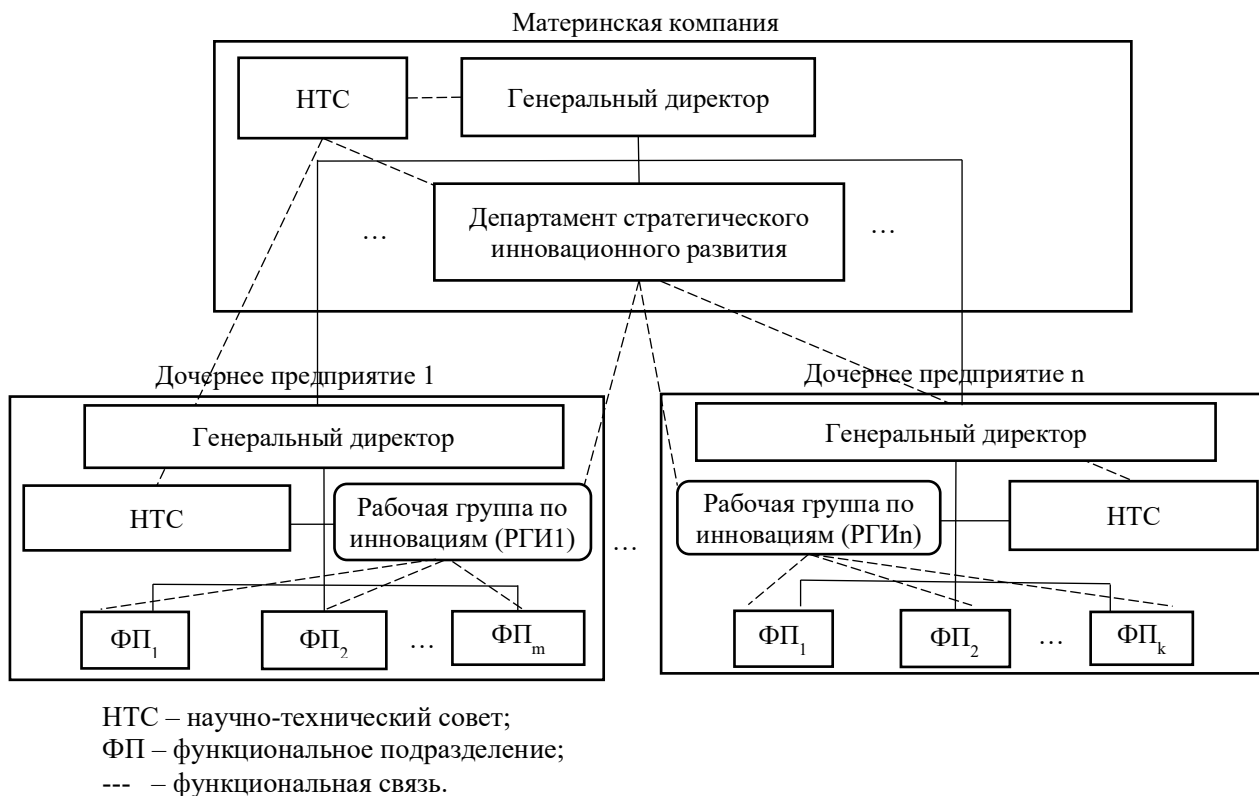 Материнская компания
НТС
Генеральный директор
Департамент стратегического
инновационного развития
…
…
Дочернее предприятие 1
Генеральный директор
НТС
Рабочая группа по
инновациям (РГИ1)
ФП1
ФП2
…
ФПm
…
Дочернее предприятие n
Генеральный директор
Рабочая группа по
инновациям (РГИn)
НТС
ФП1
ФП2
…
ФПk
НТС – научно-технический совет;
ФП – функциональное подразделение;
--- – функциональная связь.